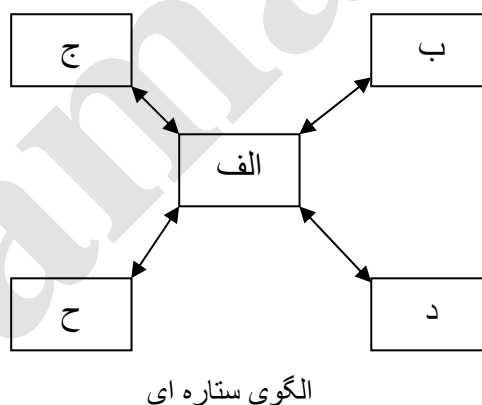 ب
ج
الف
د
ح
الگوی ستاره ای